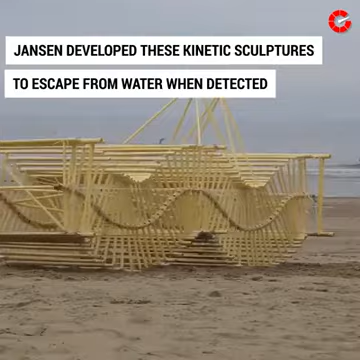 JANSEN DEVELOPED THESE KINETIC SCULPTURES
TO ESCAPE FROM WATER WHEN DETECTED